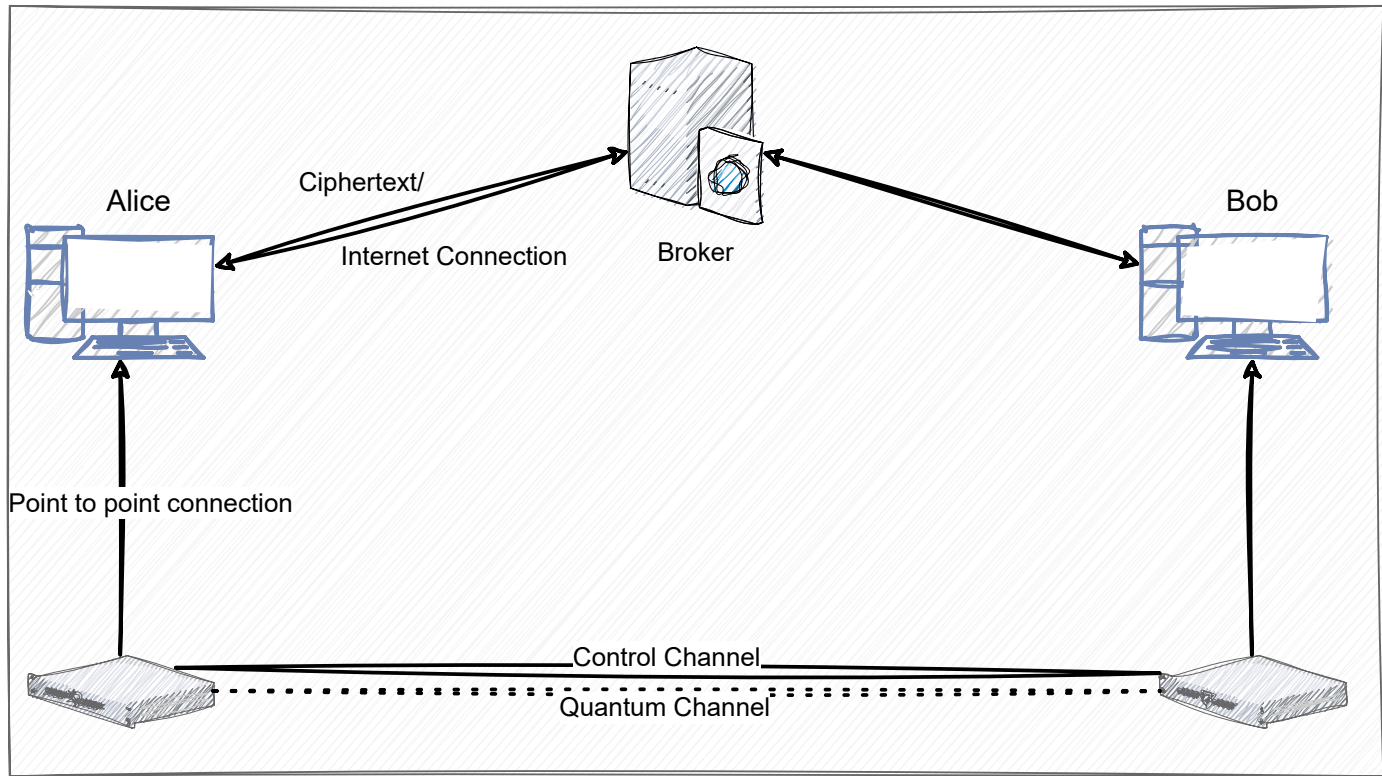 Ciphertext/
Alice
Bob
Internet Connection
Broker
Point to point connection
Control Channel
Quantum Channel